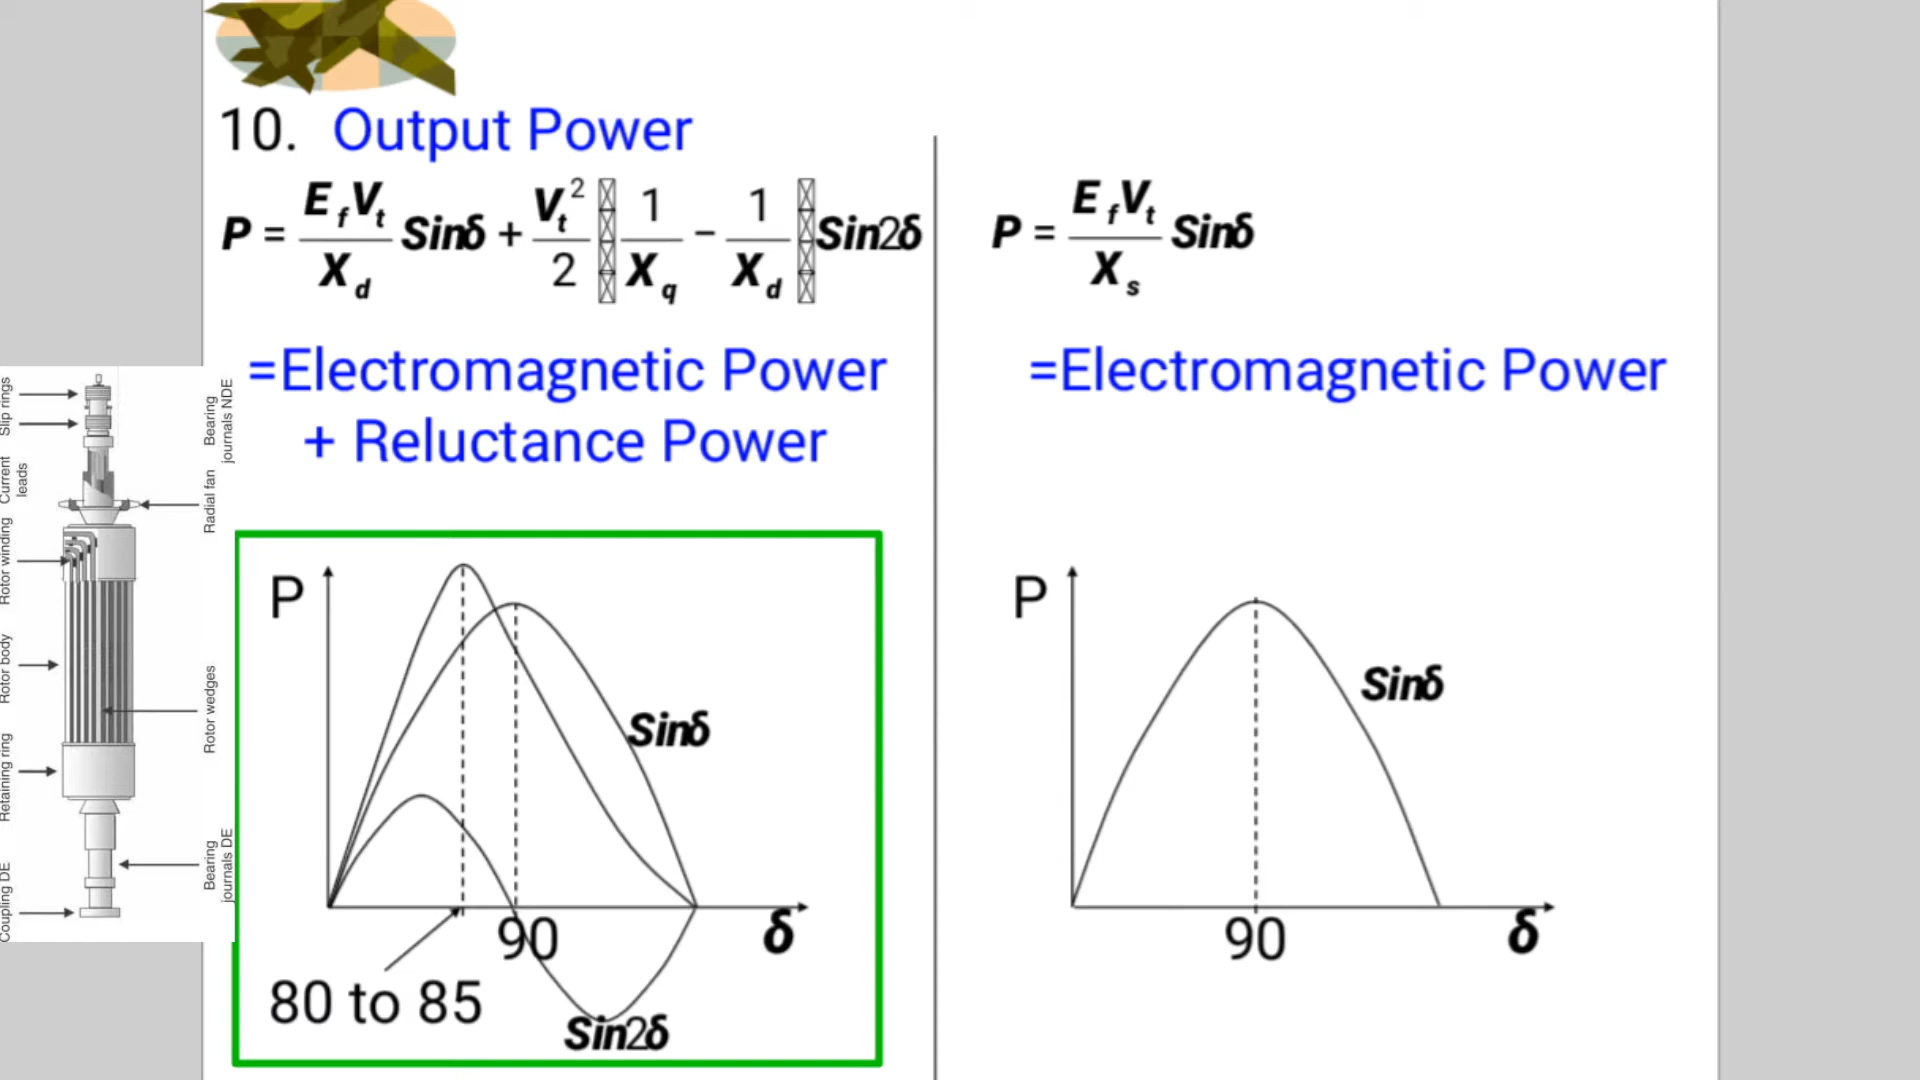 10. Output Power
P = E_f V_t / X_d Sinδ + V_t² / 2 [ 1 / X_q − 1 / X_d ] Sin2δ
=Electromagnetic Power
+ Reluctance Power
P
Sinδ
90
δ
80 to 85
Sin2δ
P = E_f V_t / X_s Sinδ
=Electromagnetic Power
P
Sinδ
90
δ
Slip rings
Current
leads
Rotor winding
Rotor body
Retaining ring
Coupling DE
Bearing
journals NDE
Radial fan
Rotor wedges
Bearing
journals DE